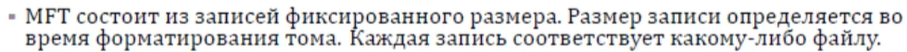 ▪ MFT состоит из записей фиксированного размера. Размер записи определяется во
время форматирования тома. Каждая запись соответствует какому-либо файлу.